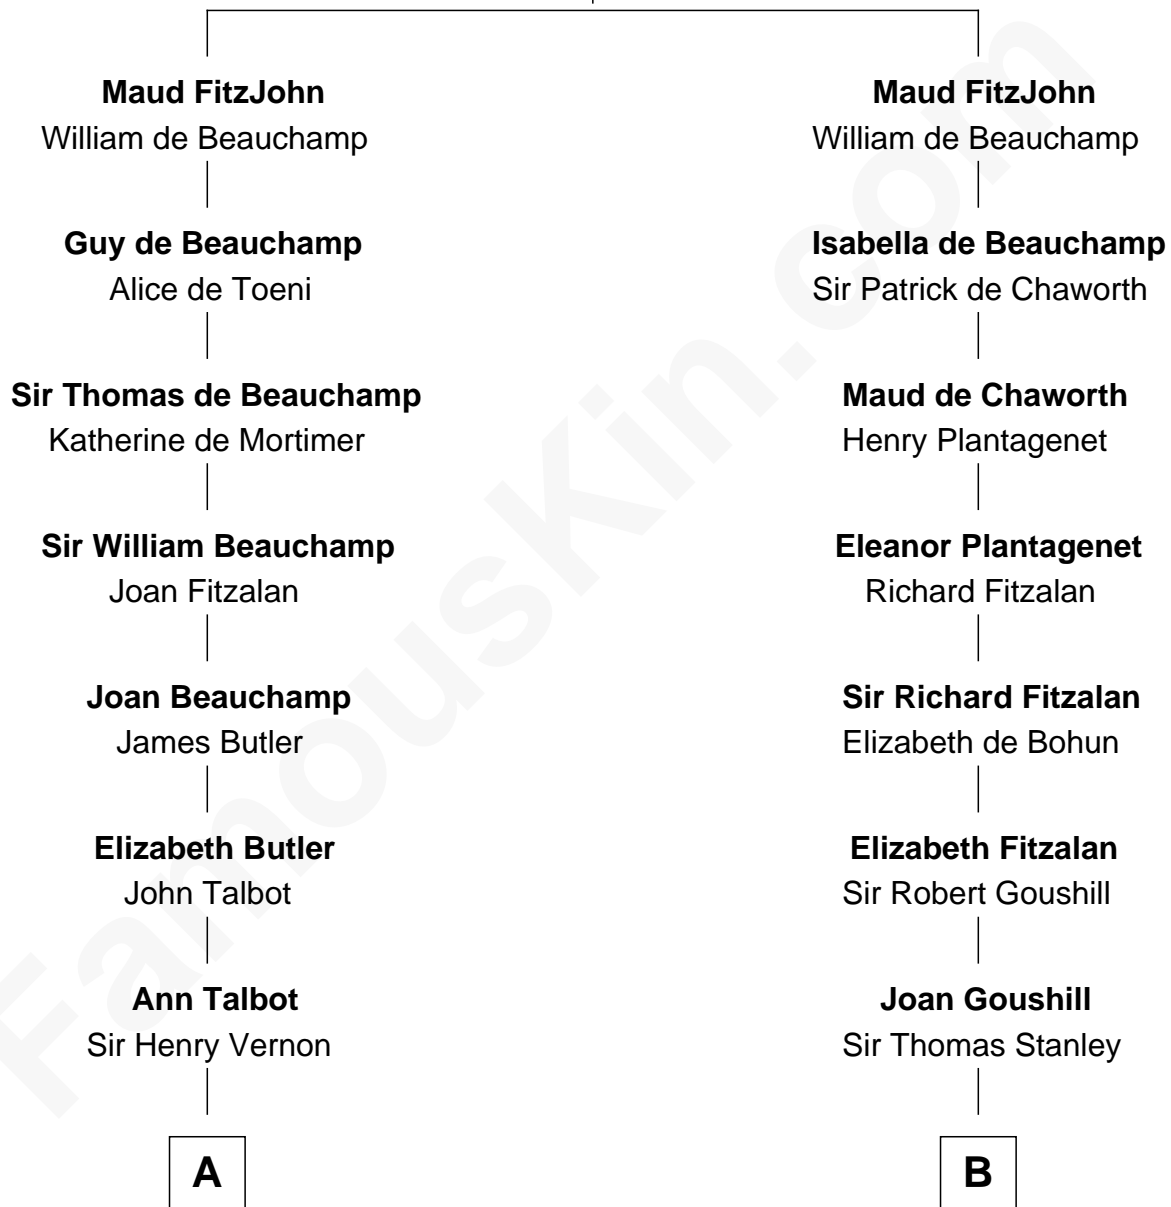 Maud FitzJohn
William de Beauchamp
Guy de Beauchamp
Alice de Toeni
Sir Thomas de Beauchamp
Katherine de Mortimer
Sir William Beauchamp
Joan Fitzalan
Joan Beauchamp
James Butler
Elizabeth Butler
John Talbot
Ann Talbot
Sir Henry Vernon
A
Maud FitzJohn
William de Beauchamp
Isabella de Beauchamp
Sir Patrick de Chaworth
Maud de Chaworth
Henry Plantagenet
Eleanor Plantagenet
Richard Fitzalan
Sir Richard Fitzalan
Elizabeth de Bohun
Elizabeth Fitzalan
Sir Robert Goushill
Joan Goushill
Sir Thomas Stanley
B
FamousKin.com